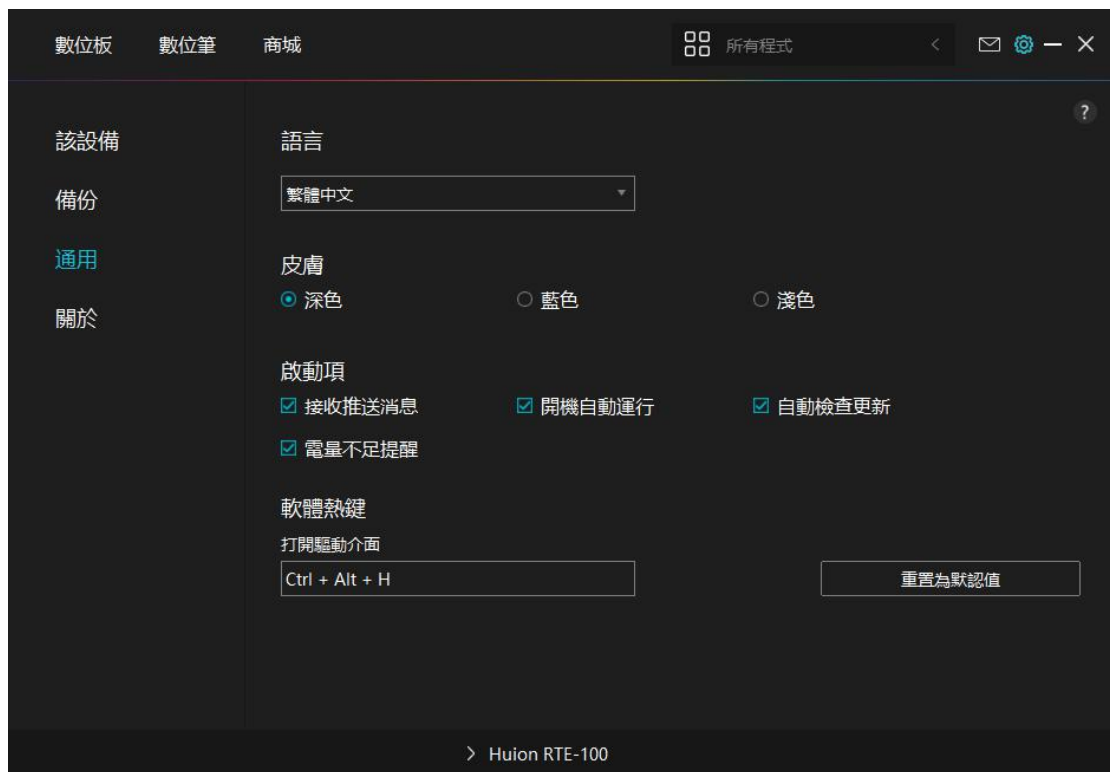 數位板 數位筆 商城 所有程式
?
該設備
備份
通用
關於
語言
繁體中文
皮膚
深色 藍色 淺色
啟動項
接收推送消息 開機自動運行 自動檢查更新
電量不足提醒
軟體熱鍵
打開驅動介面
Ctrl + Alt + H 重置為默認值
Huion RTE-100